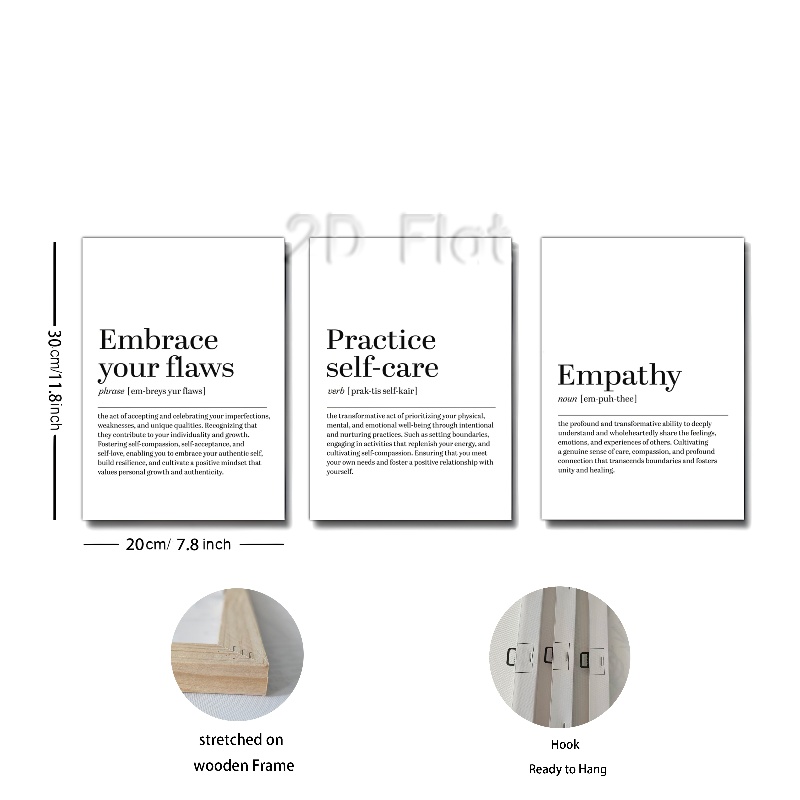 2D Flat
Embrace
your flaws
phrase [em-breys yur flaws]
the act of accepting and celebrating your imperfections,
weaknesses, and unique qualities. Recognizing that
they contribute to your individuality and growth.
Fostering self-compassion, self-acceptance, and
self-love, enabling you to embrace your authentic self,
build resilience, and cultivate a positive mindset that
values personal growth and authenticity.
Practice
self-care
verb [prak-tis self-kair]
the transformative act of prioritizing your physical,
mental, and emotional well-being through intentional
and nurturing practices. Such as setting boundaries,
engaging in activities that replenish your energy, and
cultivating self-compassion. Ensuring that you meet
your own needs and foster a positive relationship with
yourself.
Empathy
noun [em-puh-thee]
the profound and transformative ability to deeply
understand and wholeheartedly share the feelings,
emotions, and experiences of others. Cultivating
a genuine sense of care, compassion, and profound
connection that transcends boundaries and fosters
unity and healing.
30cm/11.8inch
20cm/ 7.8 inch
stretched on
wooden Frame
Hook
Ready to Hang